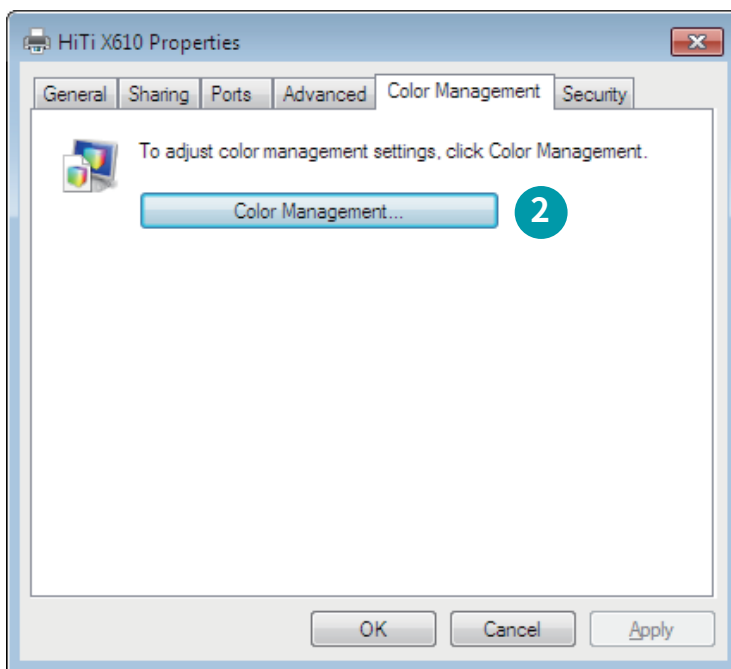 HiTi X610 Properties
General Sharing Ports Advanced Color Management Security
To adjust color management settings, click Color Management.
Color Management...
2
OK Cancel Apply